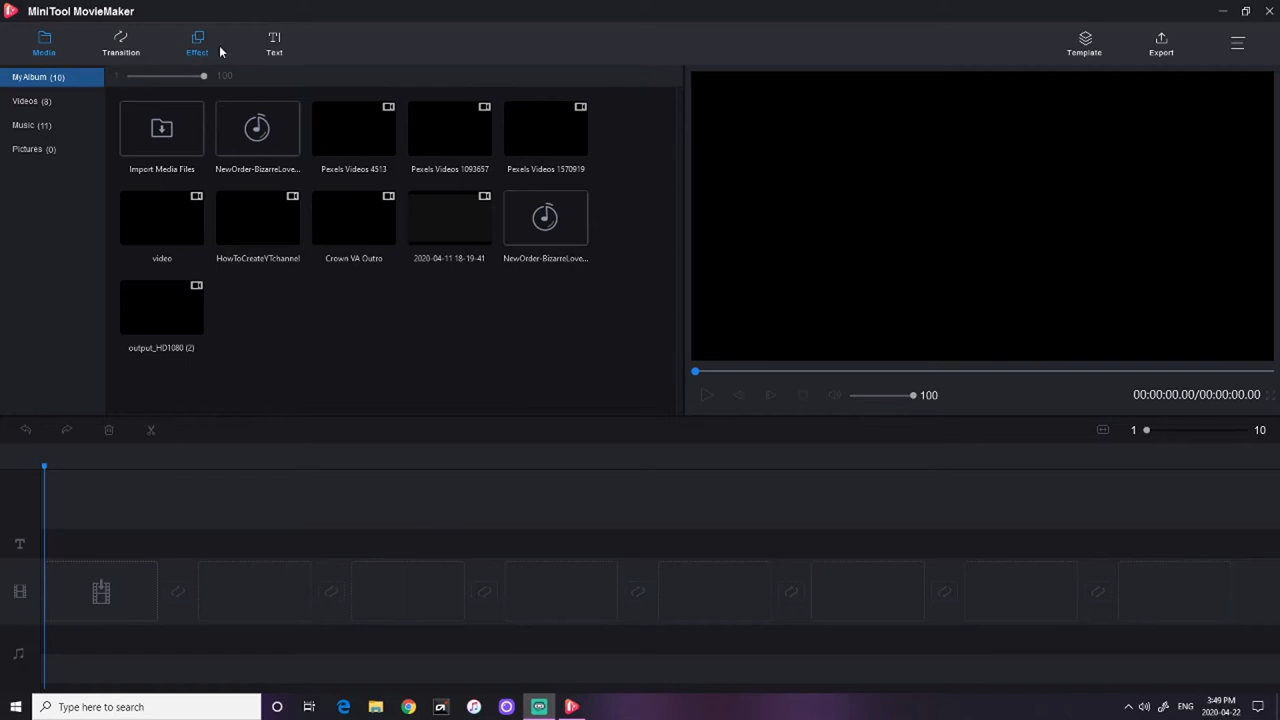 MiniTool MovieMaker
Media
Transition
Effect
Text
Template
Export
MyAlbum (10)
1
100
Videos (8)
Music (11)
Pictures (0)
Import Media Files
NewOrder-BizarreLove...
Pexels Videos 4513
Pexels Videos 1093657
Pexels Videos 1570919
video
HowToCreateYTchannel
Crown VA Outro
2020-04-11 18-19-41
NewOrder-BizarreLove...
output_HD1080 (2)
100
00:00:00.00/00:00:00.00
1
10
T
Type here to search
ENG
3:49 PM
2020-04-22